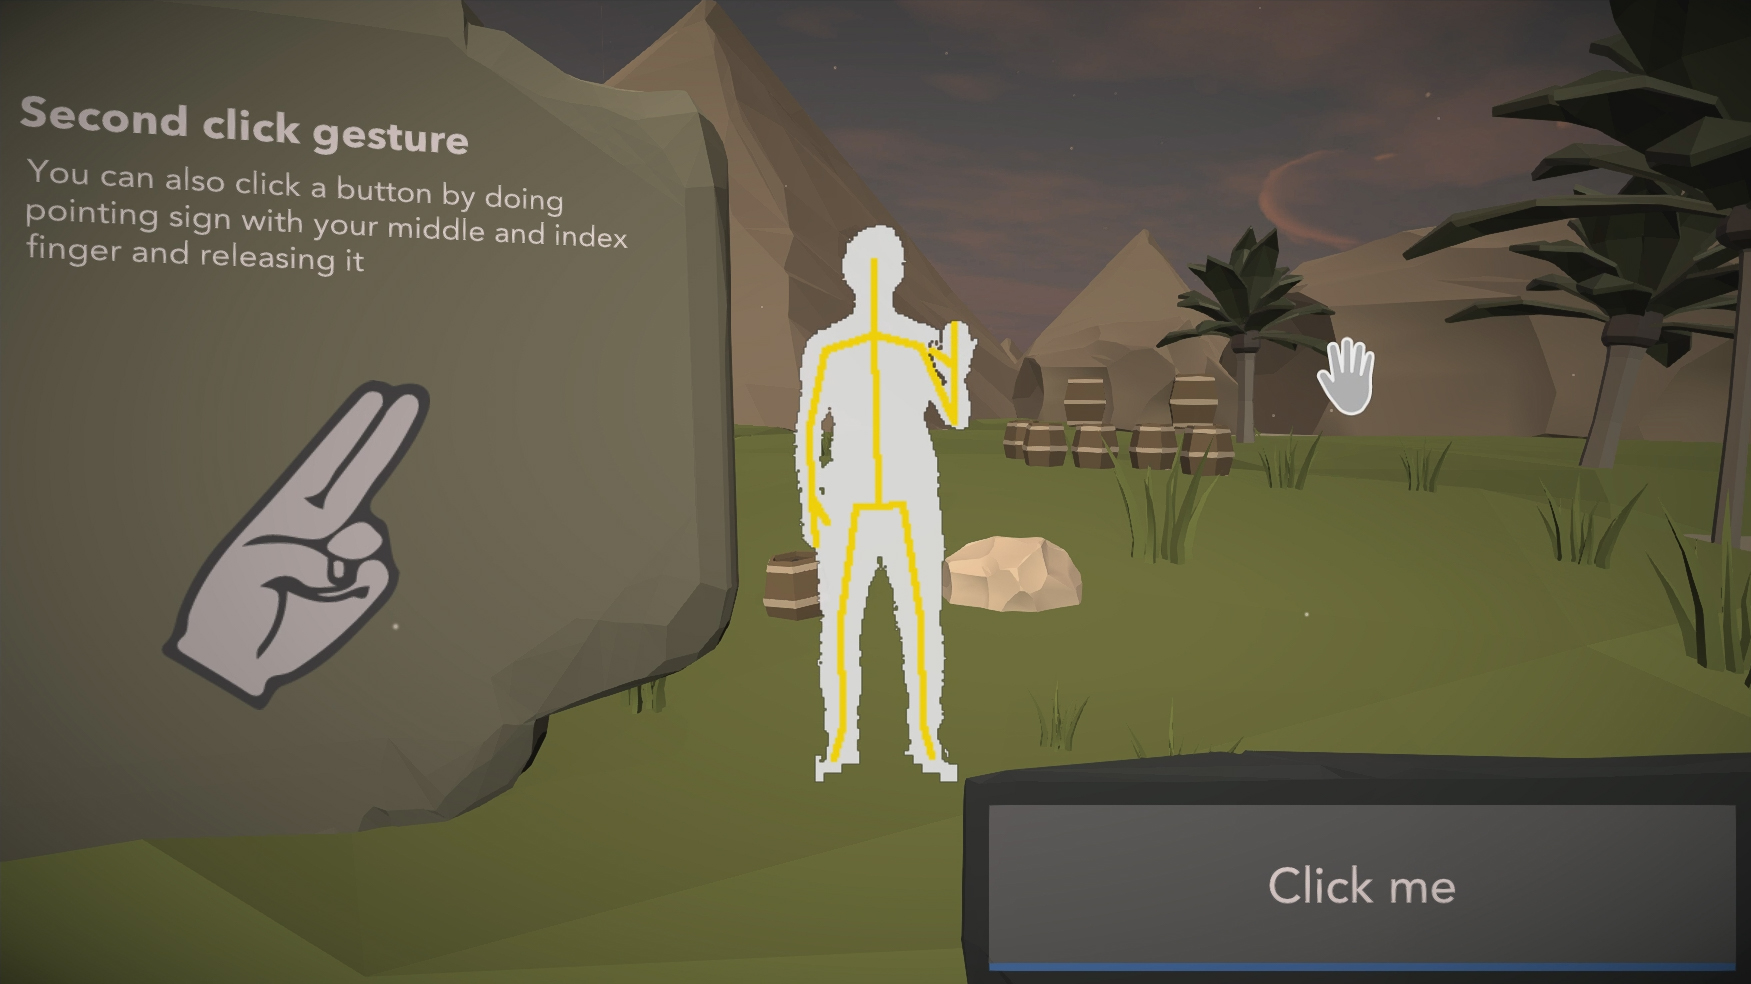 Second click gesture
You can also click a button by doing
pointing sign with your middle and index
finger and releasing it
Click me